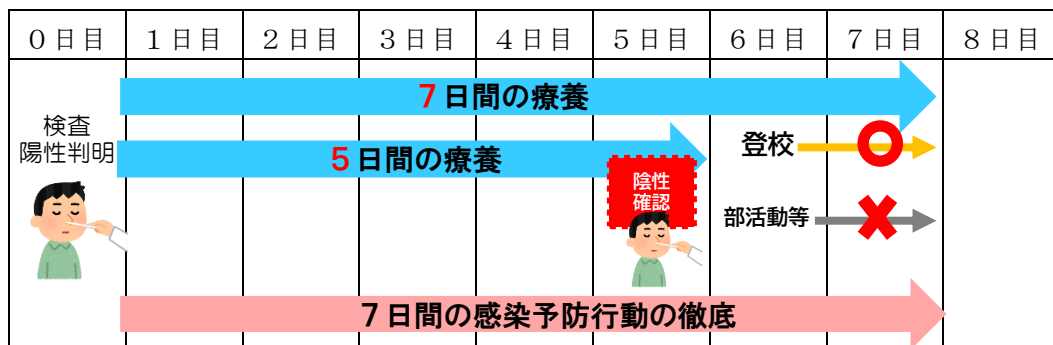 ０日目 １日目 ２日目 ３日目 ４日目 ５日目 ６日目 ７日目 ８日目
7日間の療養
検査
陽性判明
5日間の療養
陰性
確認
登校
部活動等
7日間の感染予防行動の徹底